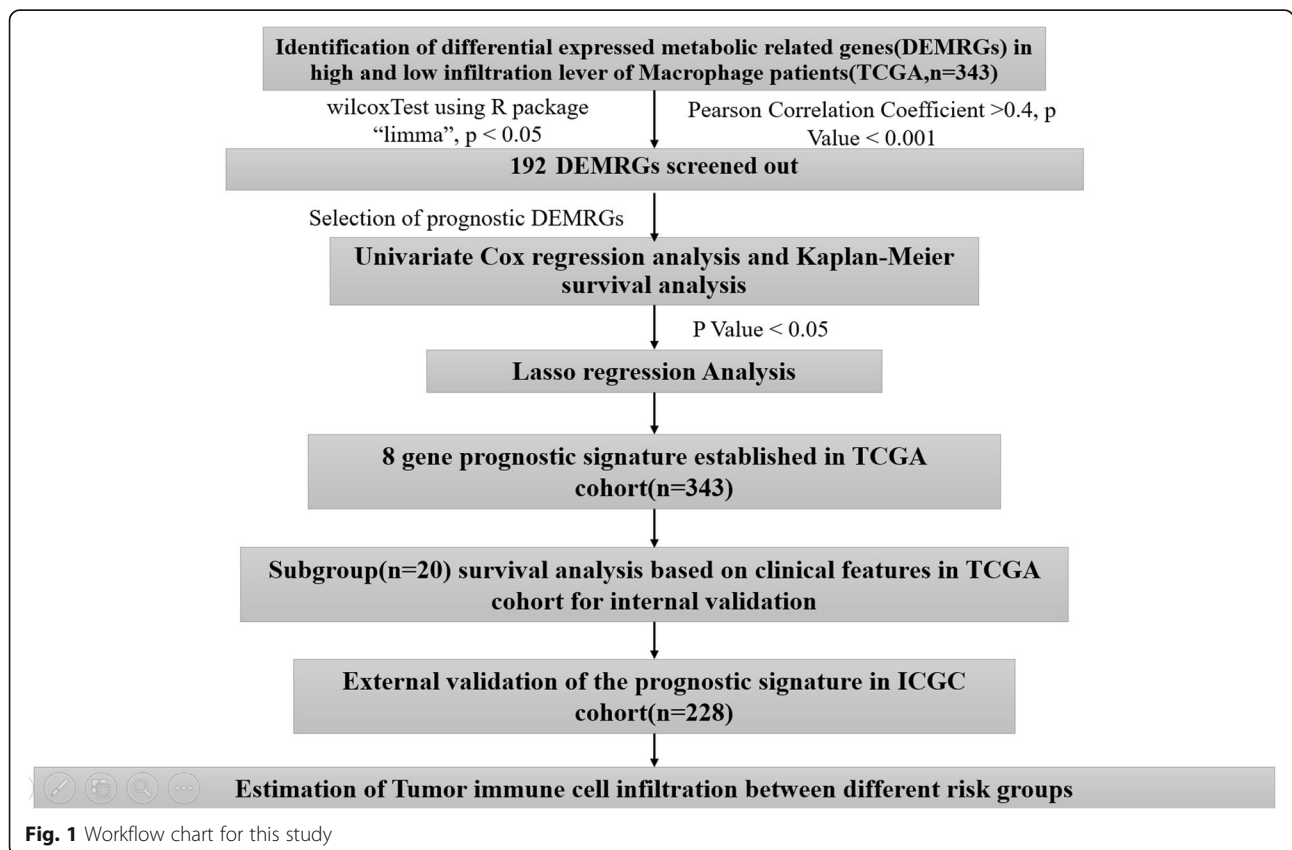 Identification of differential expressed metabolic related genes(DEMRGs) in
high and low infiltration lever of Macrophage patients(TCGA,n=343)
wilcoxTest using R package
“limma”, p < 0.05
Pearson Correlation Coefficient >0.4, p
Value < 0.001
192 DEMRGs screened out
Selection of prognostic DEMRGs
Univariate Cox regression analysis and Kaplan-Meier
survival analysis
P Value < 0.05
Lasso regression Analysis
8 gene prognostic signature established in TCGA
cohort(n=343)
Subgroup(n=20) survival analysis based on clinical features in TCGA
cohort for internal validation
External validation of the prognostic signature in ICGC
cohort(n=228)
Estimation of Tumor immune cell infiltration between different risk groups
Fig. 1 Workflow chart for this study